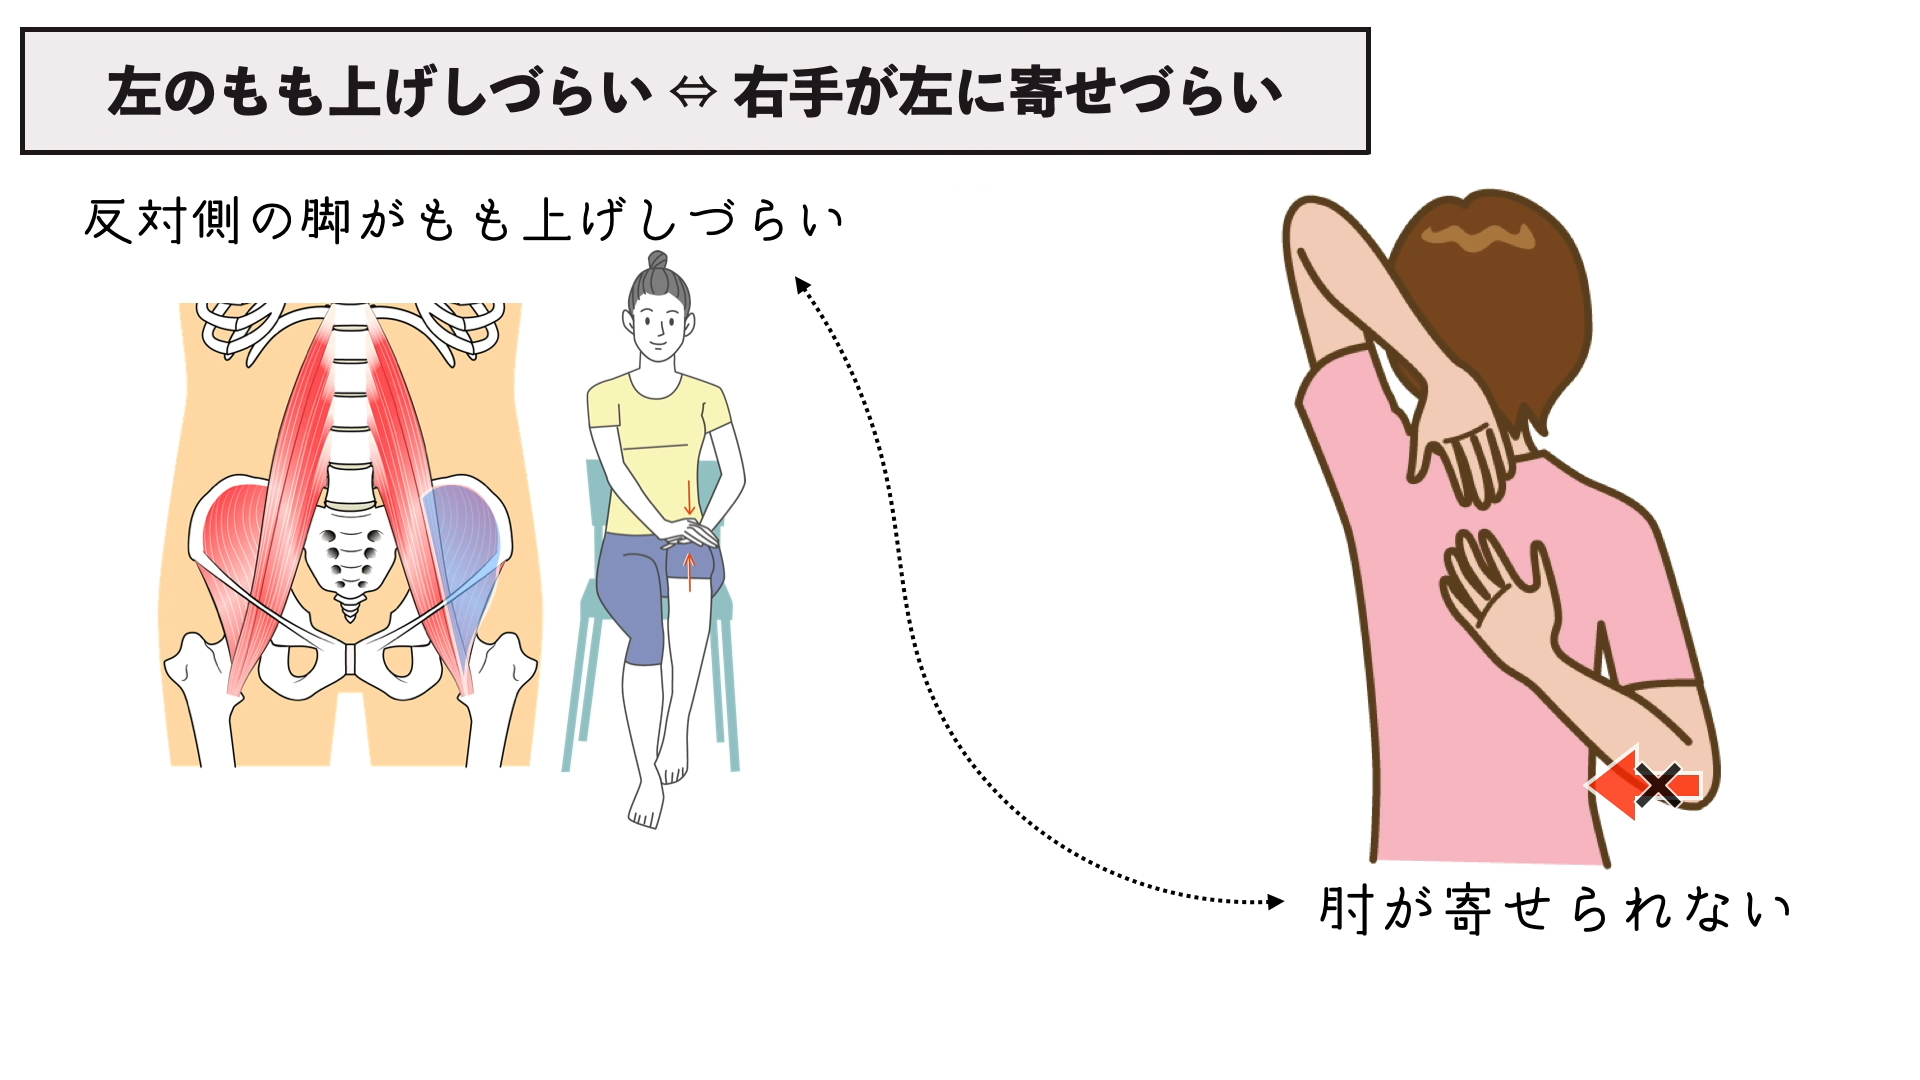 左のもも上げしづらい ⇔ 右手が左に寄せづらい
反対側の脚がもも上げしづらい
肘が寄せられない